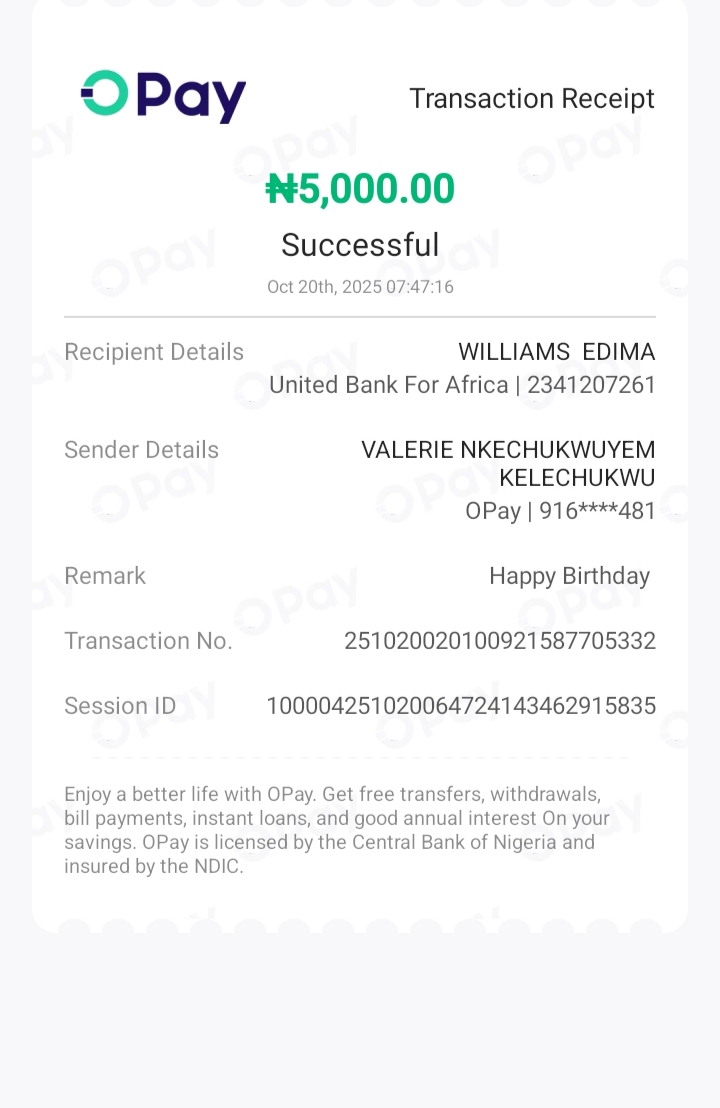 OPay
Transaction Receipt
₦5,000.00
Successful
Oct 20th, 2025 07:47:16
Recipient Details
WILLIAMS  EDIMA
United Bank For Africa | 2341207261
Sender Details
VALERIE NKECHUKWUYEM
KELECHUKWU
OPay | 916****481
Remark
Happy Birthday
Transaction No.
251020020100921587705332
Session ID
100004251020064724143462915835
Enjoy a better life with OPay. Get free transfers, withdrawals,
bill payments, instant loans, and good annual interest On your
savings. OPay is licensed by the Central Bank of Nigeria and
insured by the NDIC.